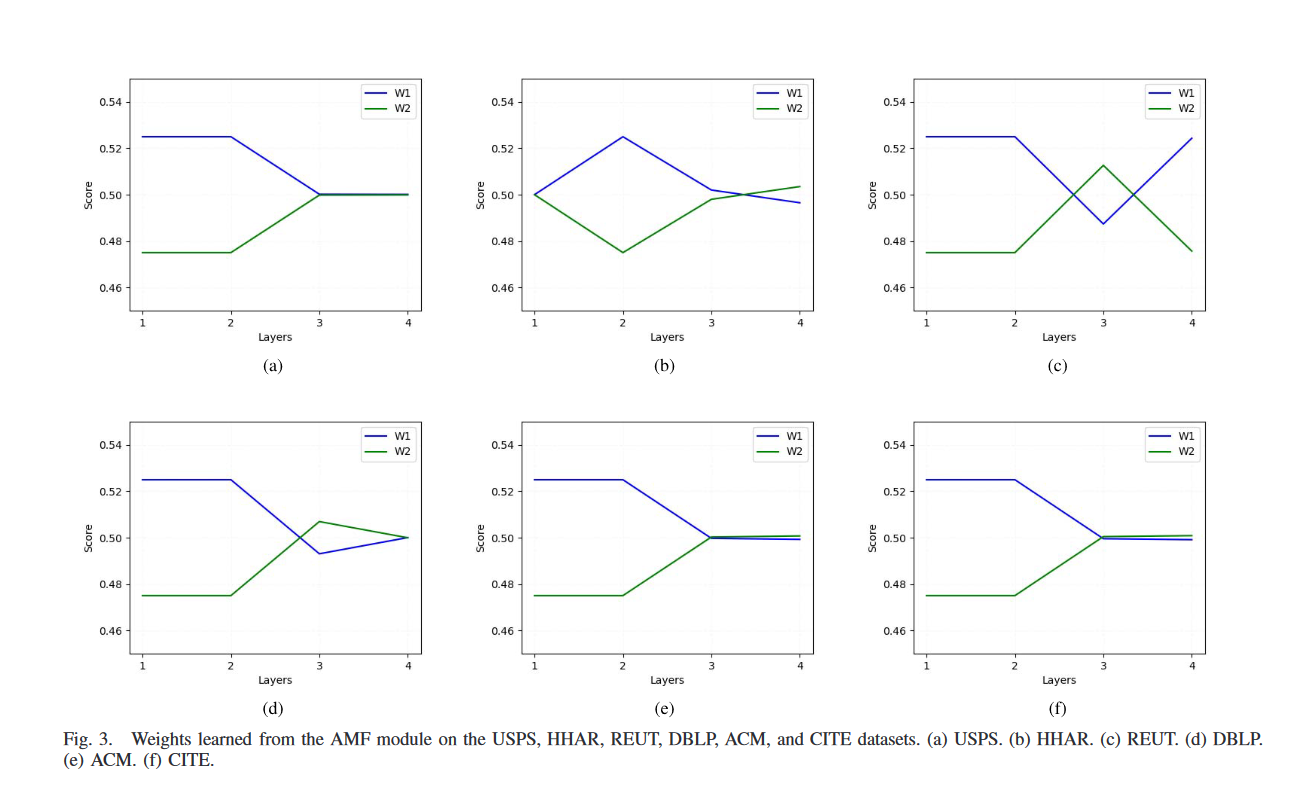 0.54
0.52
0.50
0.48
0.46
Score
1 2 3 4
Layers
W1
W2
(a)
0.54
0.52
0.50
0.48
0.46
Score
1 2 3 4
Layers
W1
W2
(b)
0.54
0.52
0.50
0.48
0.46
Score
1 2 3 4
Layers
W1
W2
(c)
0.54
0.52
0.50
0.48
0.46
Score
1 2 3 4
Layers
W1
W2
(d)
0.54
0.52
0.50
0.48
0.46
Score
1 2 3 4
Layers
W1
W2
(e)
0.54
0.52
0.50
0.48
0.46
Score
1 2 3 4
Layers
W1
W2
(f)
Fig. 3. Weights learned from the AMF module on the USPS, HHAR, REUT, DBLP, ACM, and CITE datasets. (a) USPS. (b) HHAR. (c) REUT. (d) DBLP.
(e) ACM. (f) CITE.